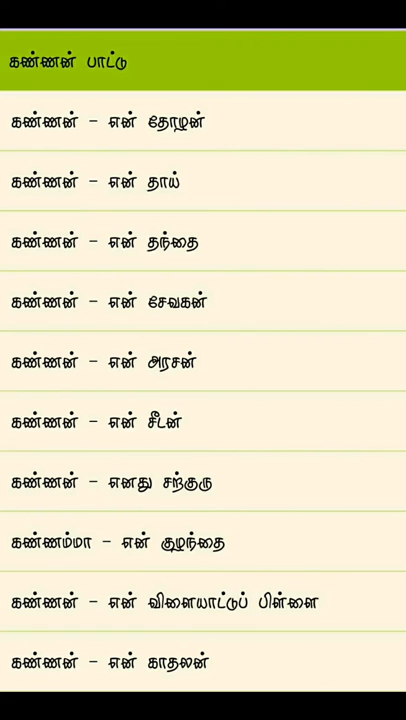 கண்ணன் பாட்டு
கண்ணன் – என் தோழன்
கண்ணன் – என் தாய்
கண்ணன் – என் தந்தை
கண்ணன் – என் சேவகன்
கண்ணன் – என் அரசன்
கண்ணன் – என் சீடன்
கண்ணன் – எனது சற்குரு
கண்ணம்மா – என் குழந்தை
கண்ணன் – என் விளையாட்டுப் பிள்ளை
கண்ணன் – என் காதலன்